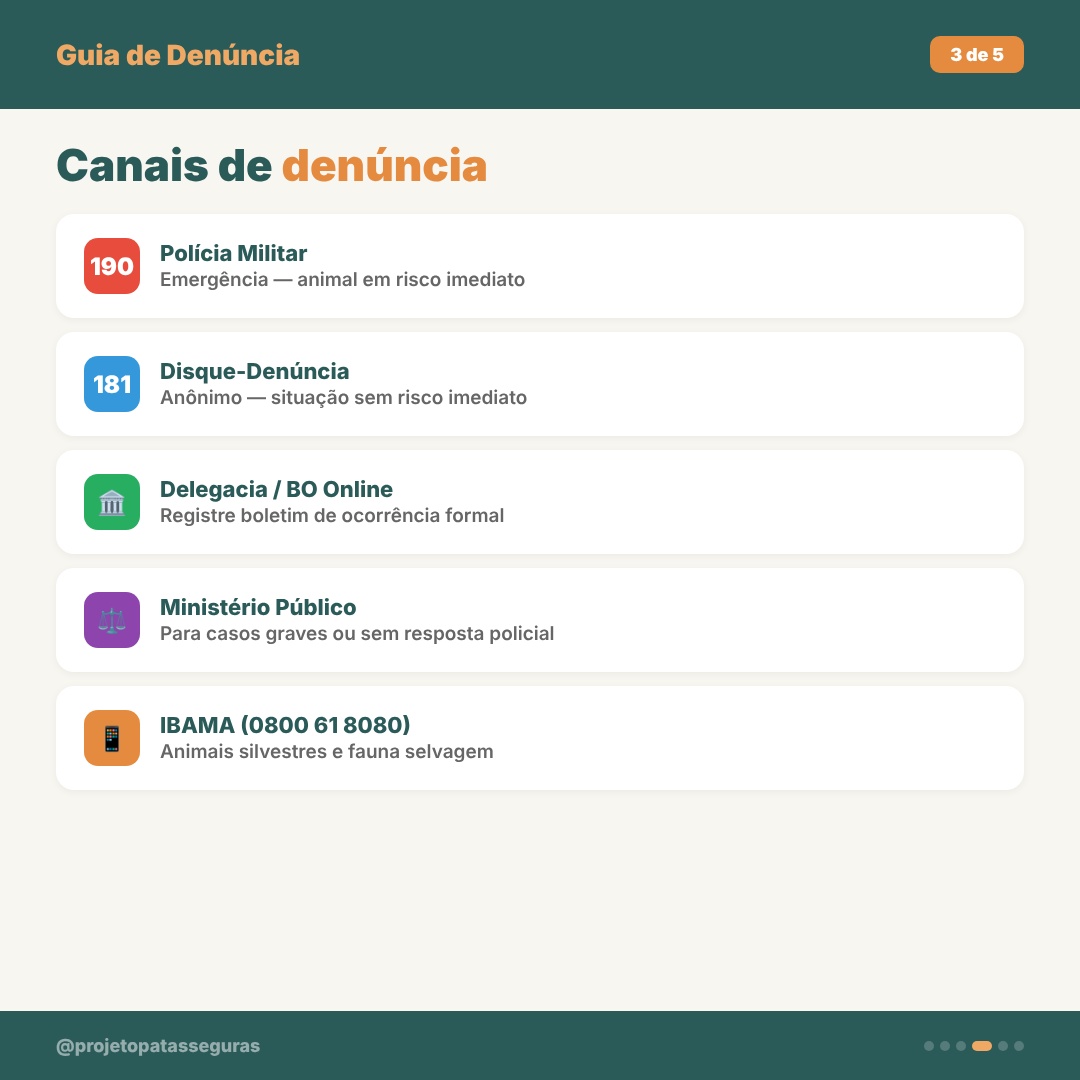 Guia de Denúncia
3 de 5
Canais de denúncia
190
Polícia Militar
Emergência — animal em risco imediato
181
Disque-Denúncia
Anônimo — situação sem risco imediato
Delegacia / BO Online
Registre boletim de ocorrência formal
Ministério Público
Para casos graves ou sem resposta policial
IBAMA (0800 61 8080)
Animais silvestres e fauna selvagem
@projetopatasseguras